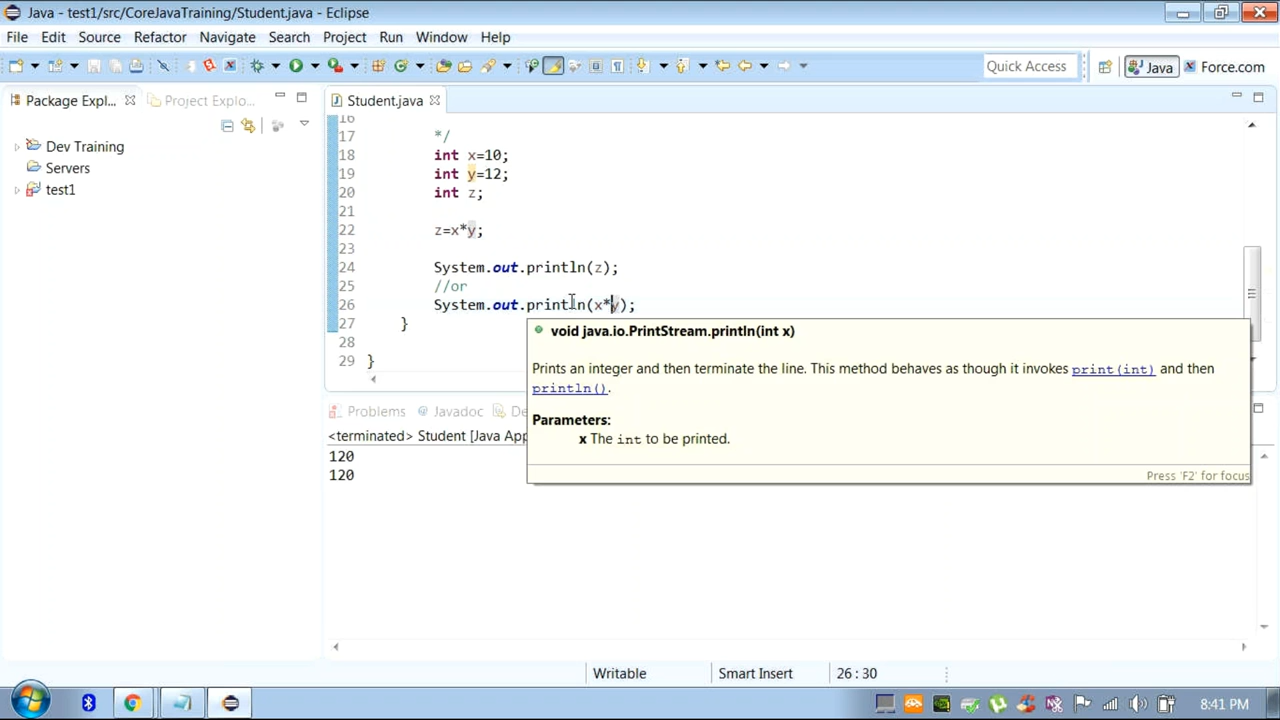 Java - test1/src/CoreJavaTraining/Student.java - Eclipse
File Edit Source Refactor Navigate Search Project Run Window Help
Quick Access Java Force.com
Package Expl... Project Explo... Student.java
16
17 */
Dev Training
18 int x=10;
Servers
19 int y=12;
test1
20 int z;
21
22 z=x*y;
23
24 System.out.println(z);
25 //or
26 System.out.println(x*y);
27 }
28
29 }
void java.io.PrintStream.println(int x)
Prints an integer and then terminate the line. This method behaves as though it invokes print(int) and then
println().
Parameters:
x The int to be printed.
Press 'F2' for focus
Problems @ Javadoc De
<terminated> Student [Java App
120
120
Writable Smart Insert 26 : 30
8:41 PM